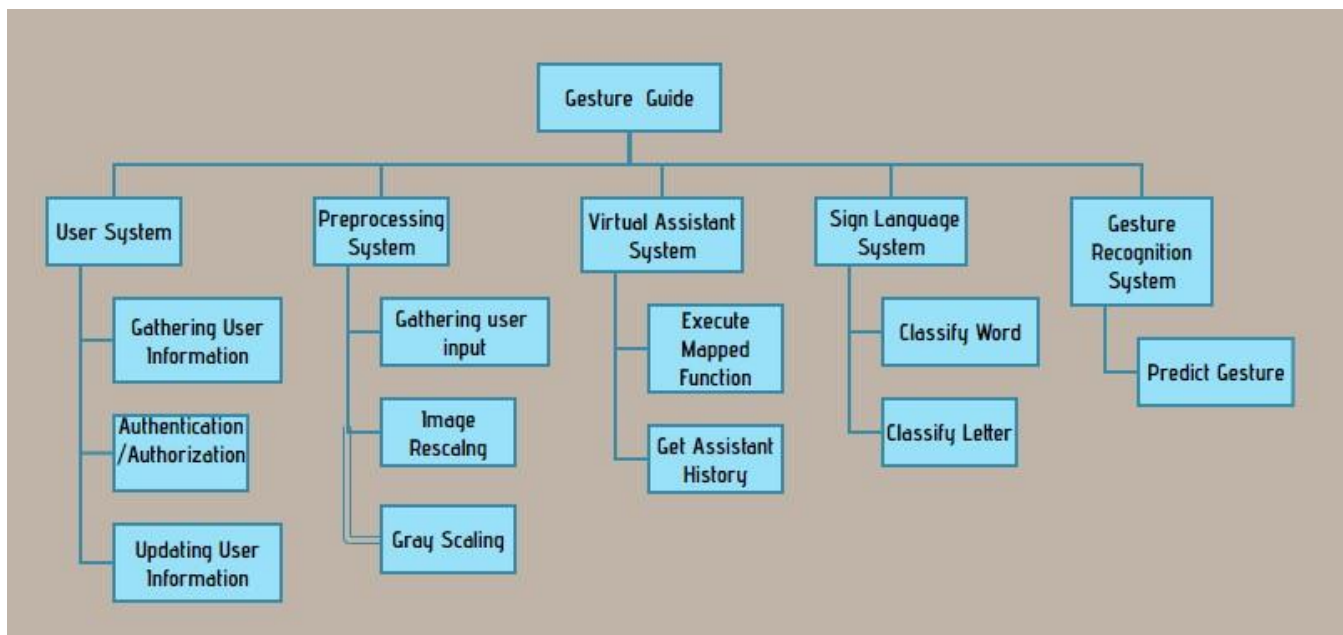 Gesture Guide
User System
Gathering User
Information
Authentication
/Authorization
Updating User
Information
Preprocessing
System
Gathering user
input
Image
Rescalng
Gray Scaling
Virtual Assistant
System
Execute
Mapped
Function
Get Assistant
History
Sign Language
System
Classify Word
Classify Letter
Gesture
Recognition
System
Predict Gesture